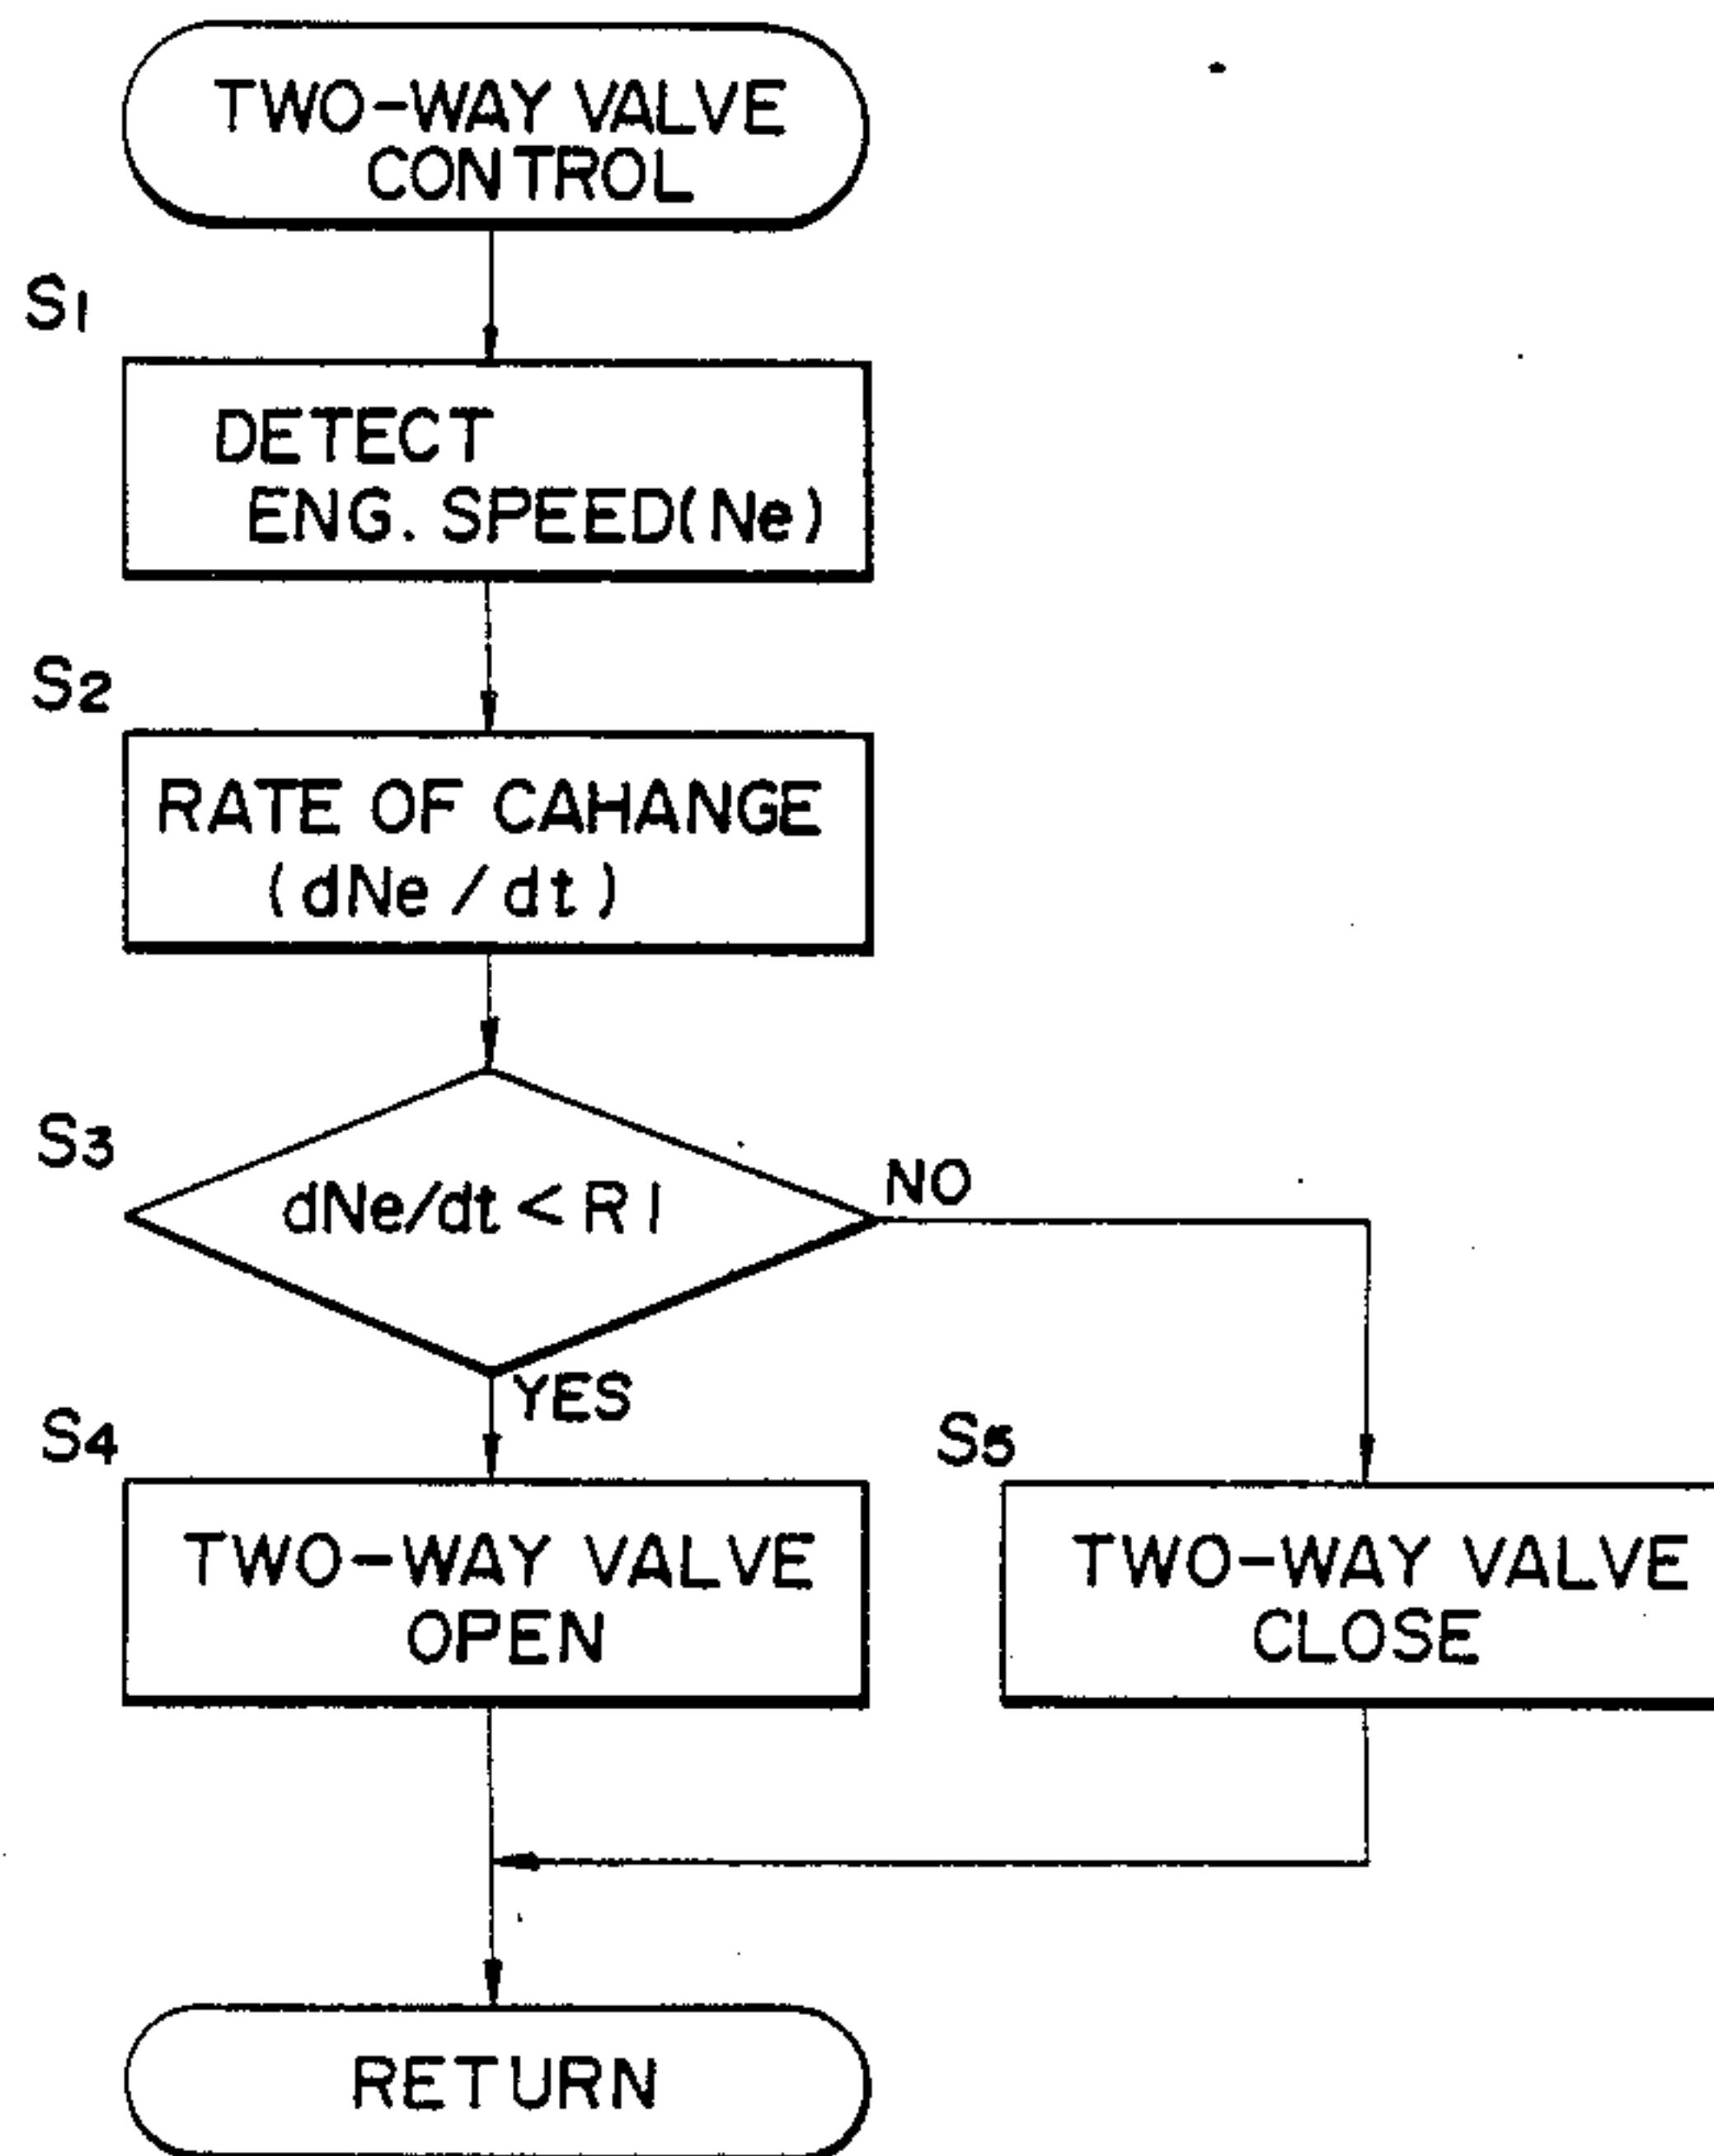 TWO-WAY VALVE
CONTROL
S1
DETECT
ENG. SPEED(Ne)
S2
RATE OF CAHANGE
(dNe/dt)
S3
dNe/dt < R1
NO
YES
S4
TWO-WAY VALVE
OPEN
S5
TWO-WAY VALVE
CLOSE
RETURN